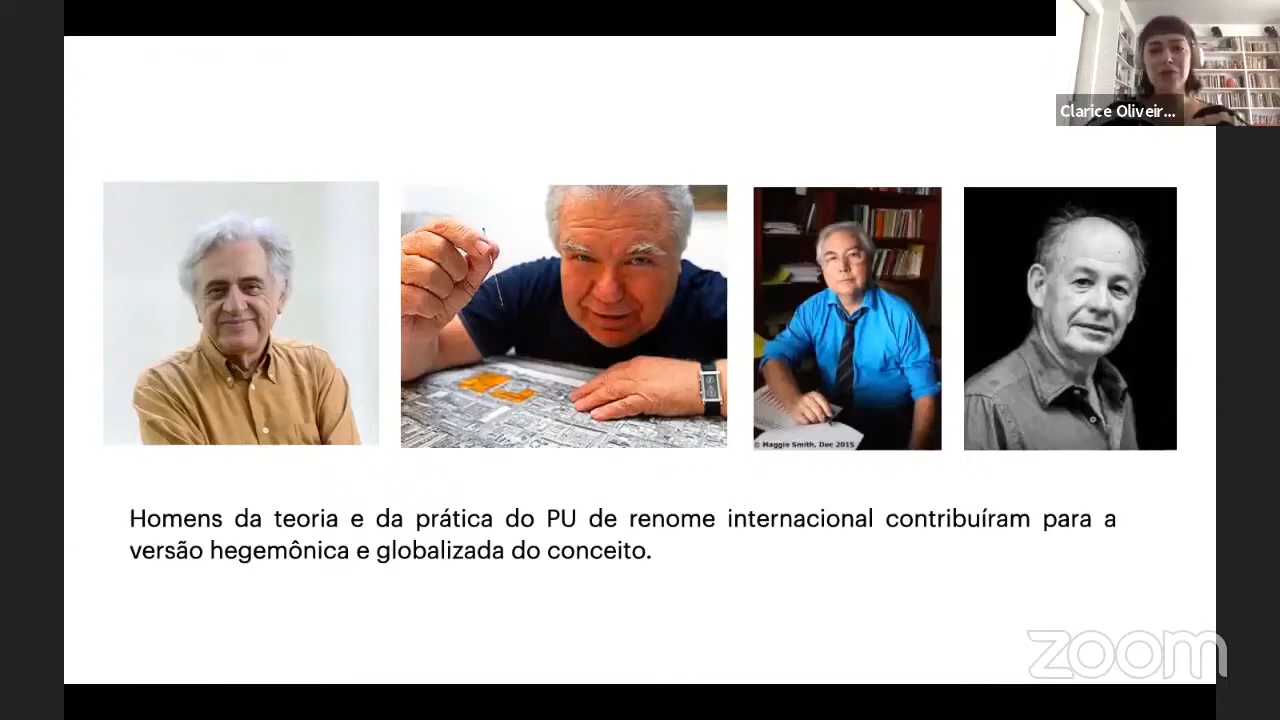 Clarice Oliveir...
© Maggie Smith, Dec 2015
Homens da teoria e da prática do PU de renome internacional contribuíram para a
versão hegemônica e globalizada do conceito.
zoom